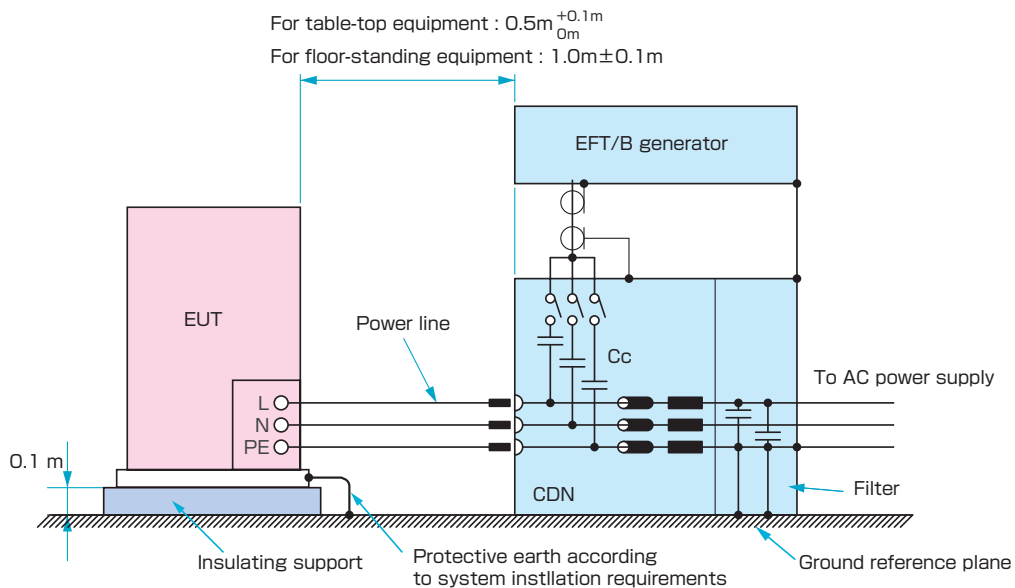 For table-top equipment : 0.5m +0.1m
0m
For floor-standing equipment : 1.0m±0.1m
EFT/B generator
EUT
Power line
Cc
To AC power supply
L
N
PE
0.1 m
CDN
Filter
Insulating support
Protective earth according
to system instllation requirements
Ground reference plane